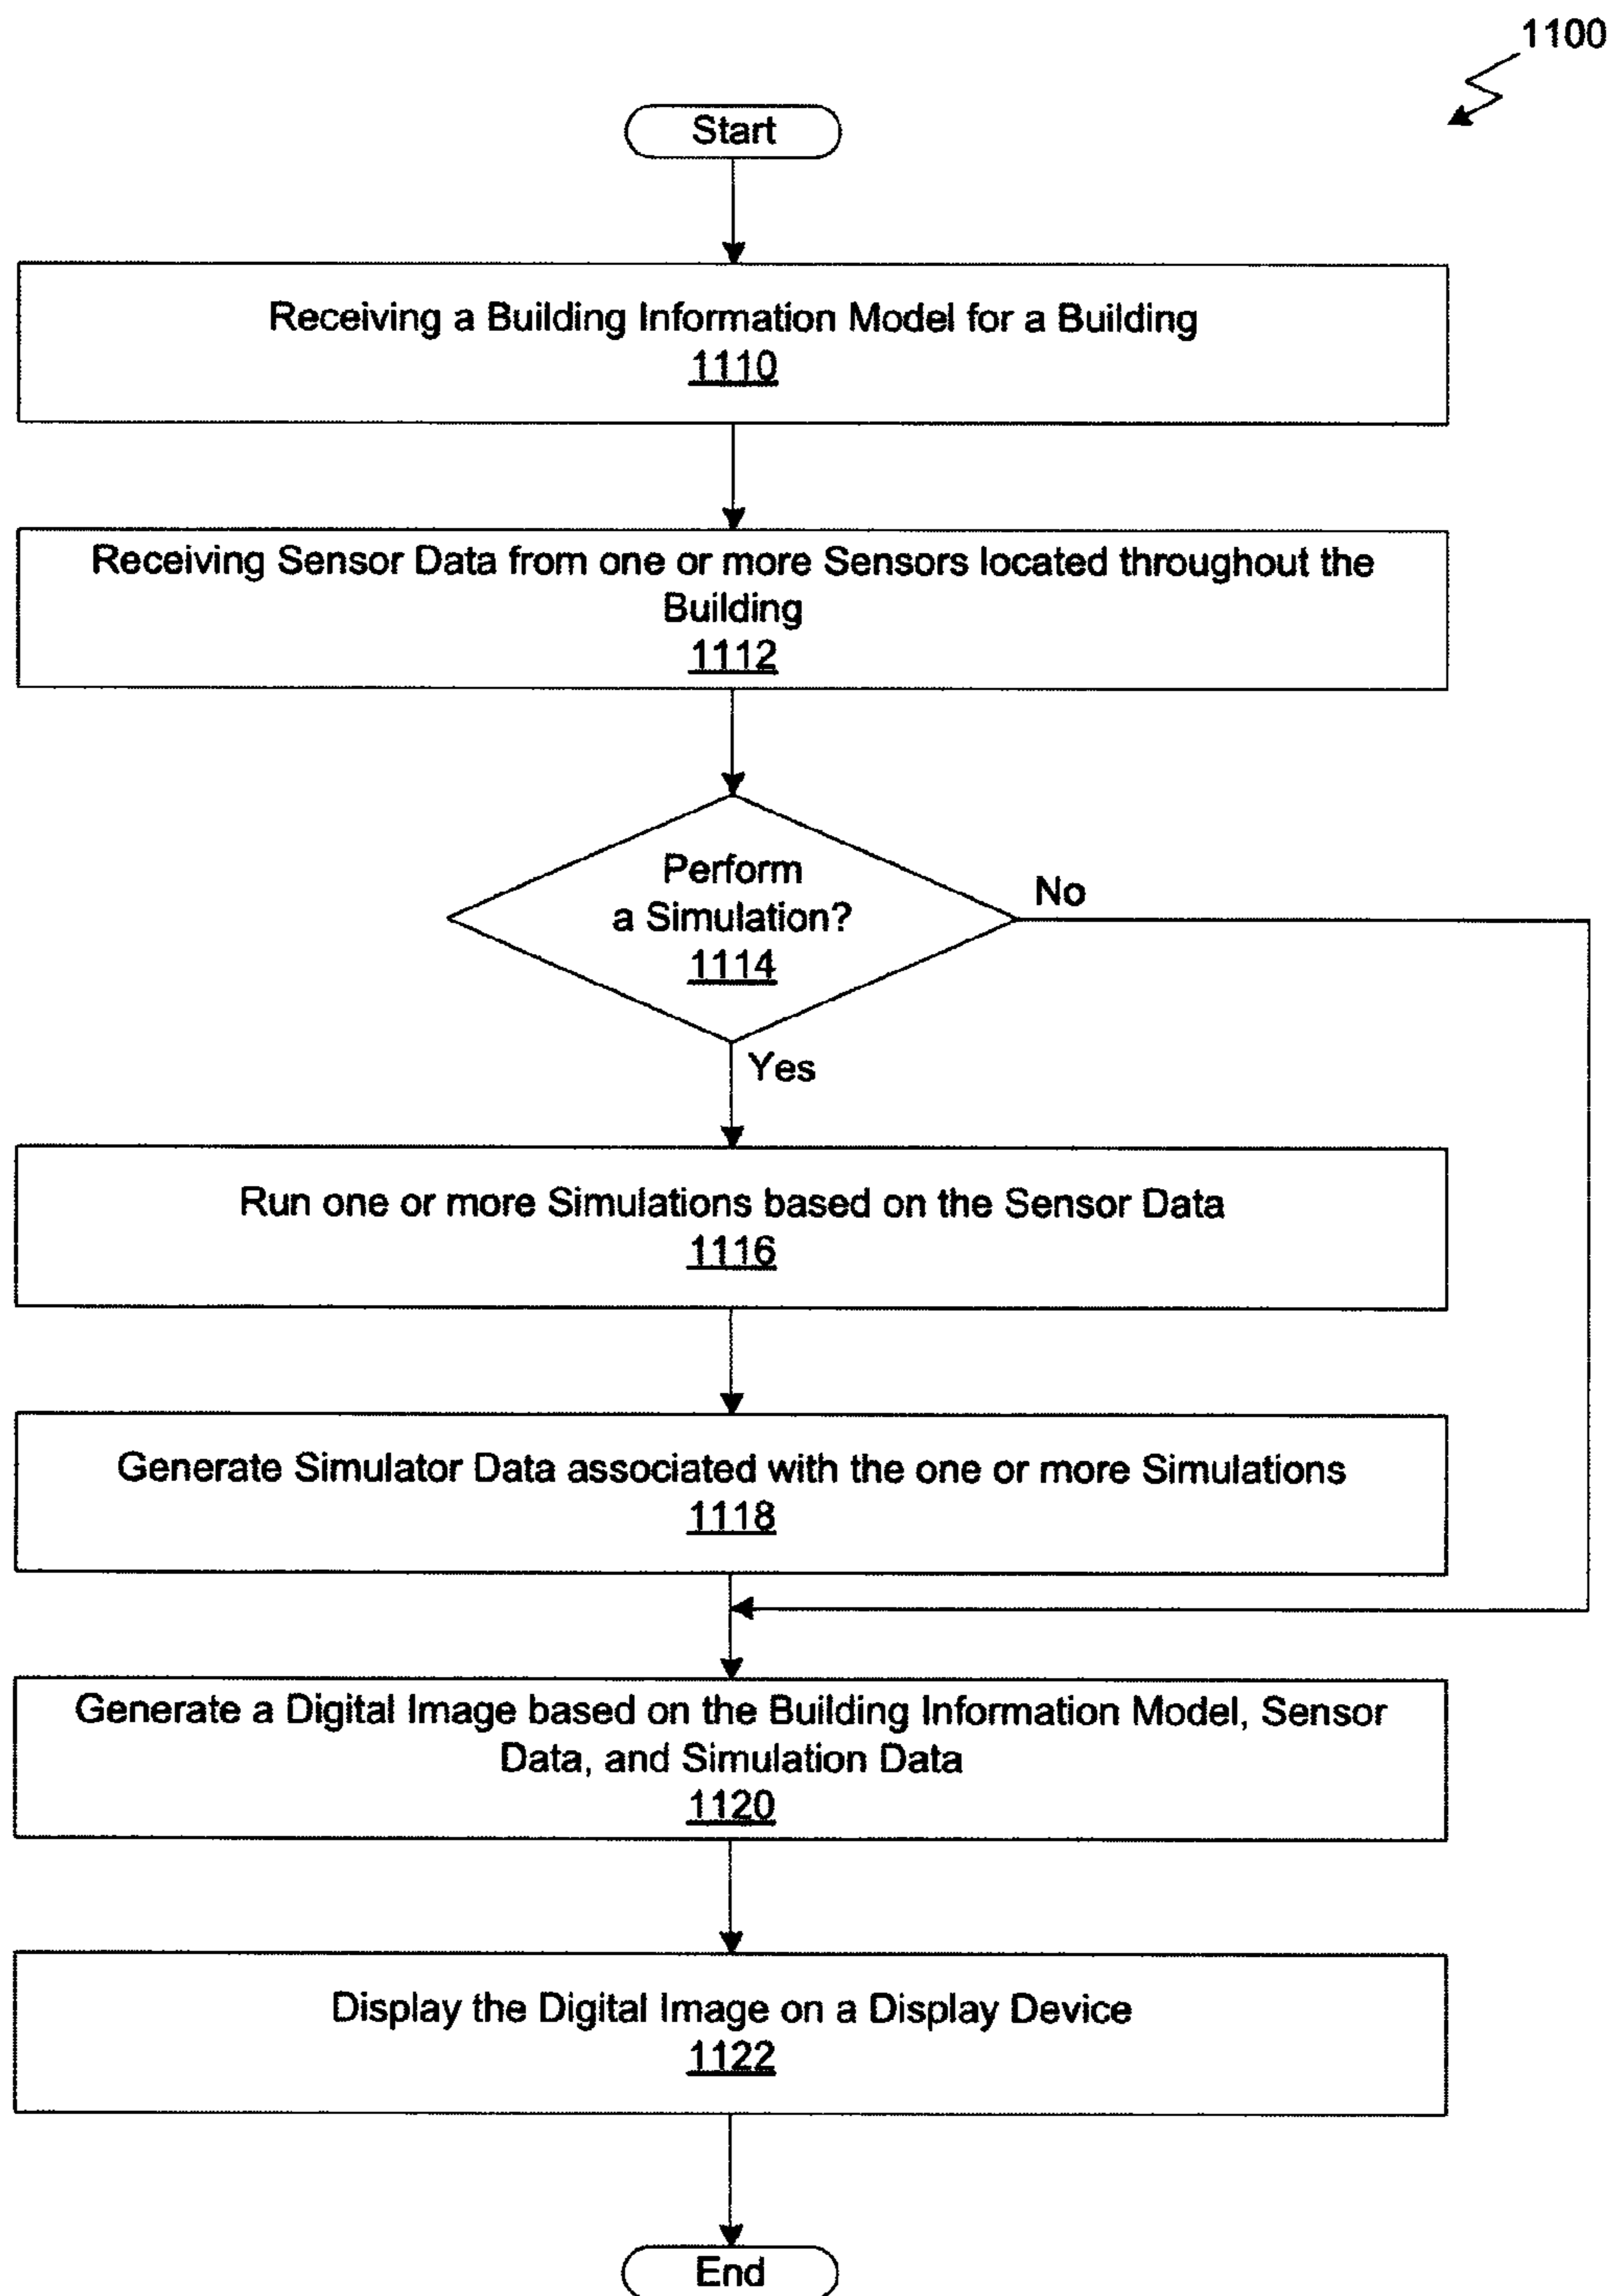 1100
Start
Receiving a Building Information Model for a Building
1110
Receiving Sensor Data from one or more Sensors located throughout the
Building
1112
Perform
a Simulation?
1114
No
Yes
Run one or more Simulations based on the Sensor Data
1116
Generate Simulator Data associated with the one or more Simulations
1118
Generate a Digital Image based on the Building Information Model, Sensor
Data, and Simulation Data
1120
Display the Digital Image on a Display Device
1122
End